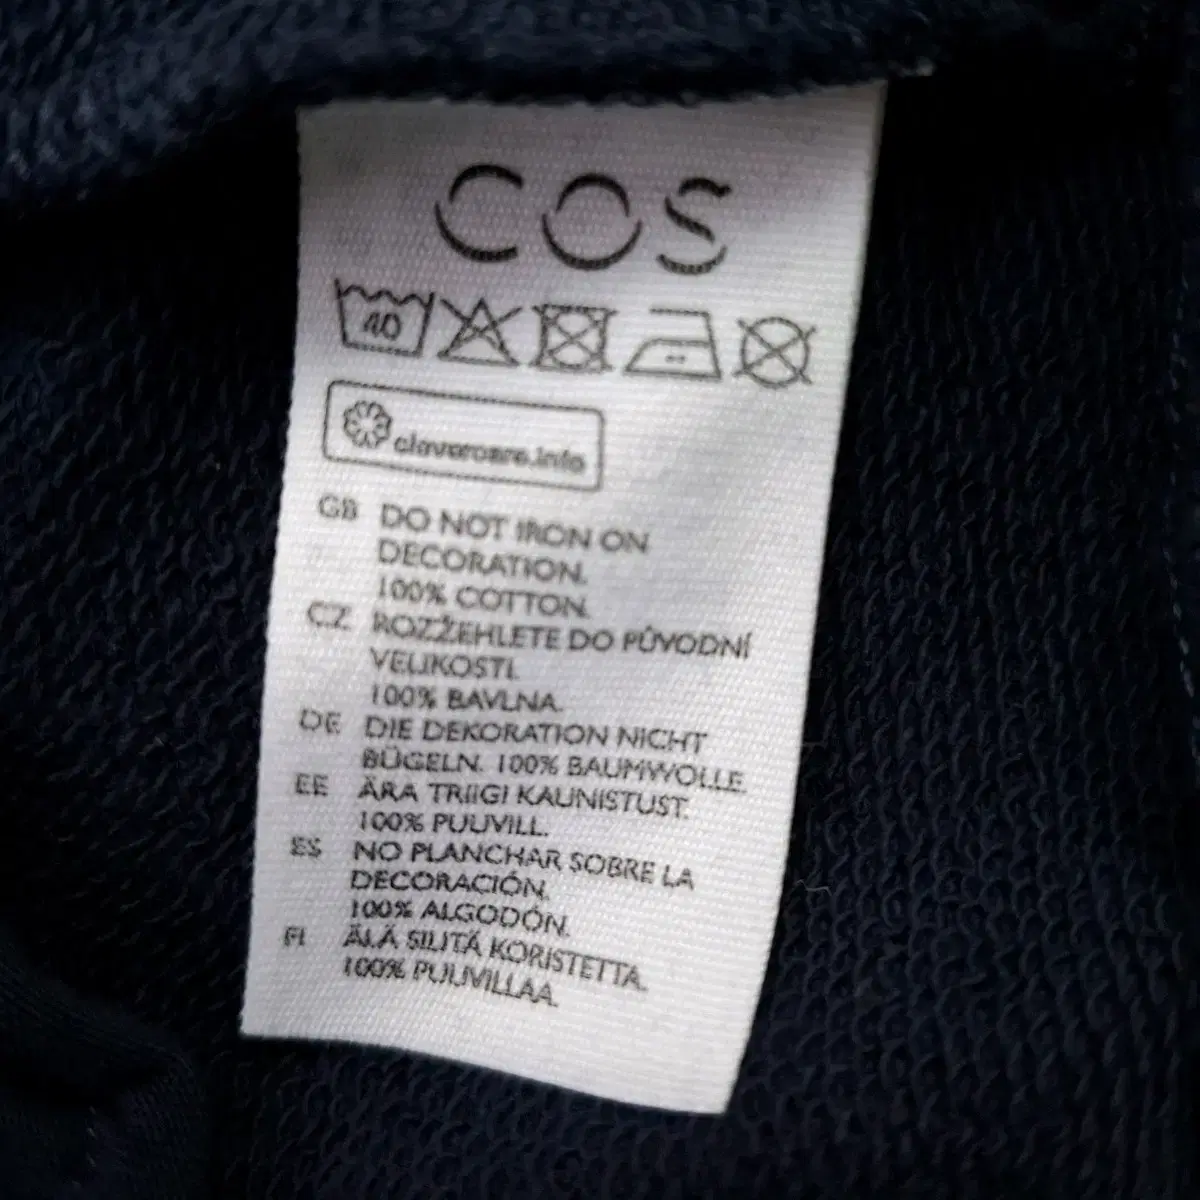 COS
40
clevercare.info
GB DO NOT IRON ON
DECORATION.
100% COTTON.
CZ ROZŽEHLETE DO PŮVODNÍ
VELIKOSTI.
100% BAVLNA.
DE DIE DEKORATION NICHT
BÜGELN. 100% BAUMWOLLE.
EE ÄRA TRIIGI KAUNISTUST.
100% PUUVILL.
ES NO PLANCHAR SOBRE LA
DECORACIÓN.
100% ALGODÓN.
FI ÄLÄ SILITÄ KORISTETTA.
100% PUUVILLAA.